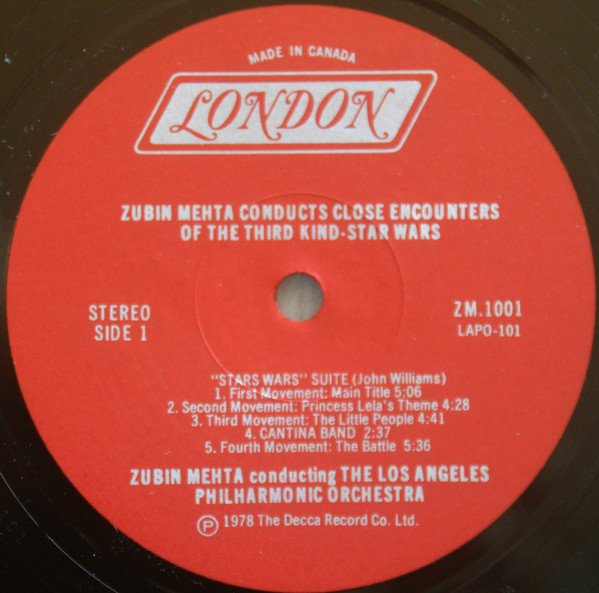 MADE IN CANADA
LONDON
ZUBIN MEHTA CONDUCTS CLOSE ENCOUNTERS
OF THE THIRD KIND-STAR WARS
STEREO
SIDE 1
ZM.1001
LAPO-101
"STARS WARS" SUITE (John Williams)
1. First Movement: Main Title 5:06
2. Second Movement: Princess Lela's Theme 4:28
3. Third Movement: The Little People 4:41
4. CANTINA BAND 2:37
5. Fourth Movement: The Battle 5:36
ZUBIN MEHTA conducting THE LOS ANGELES
PHILHARMONIC ORCHESTRA
Ⓟ 1978 The Decca Record Co. Ltd.